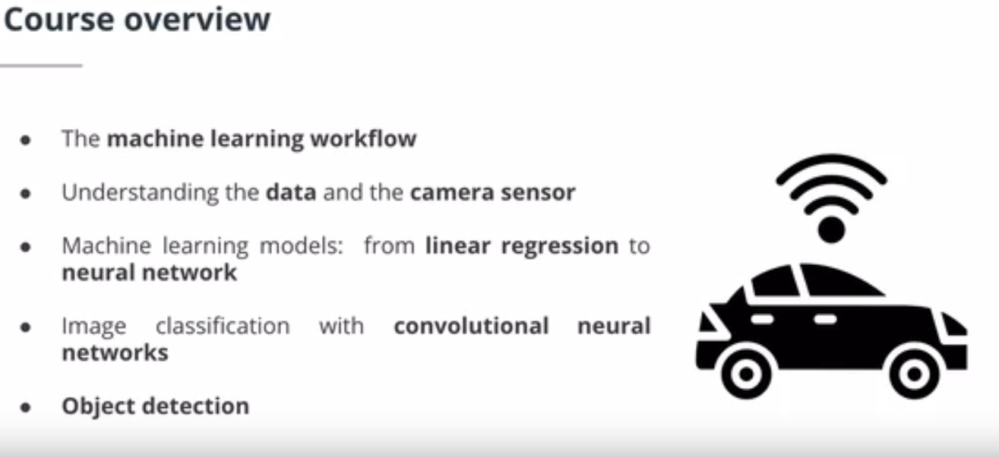 Course overview
● The machine learning workflow
● Understanding the data and the camera sensor
● Machine learning models: from linear regression to
neural network
● Image classification with convolutional neural
networks
● Object detection